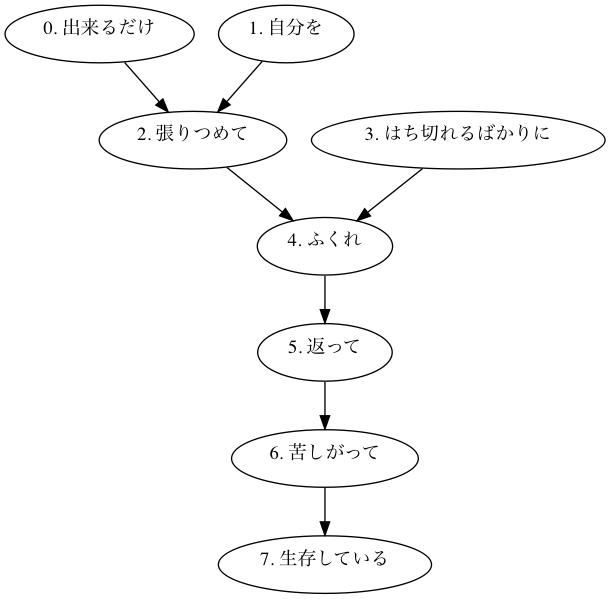 0. 出来るだけ
1. 自分を
2. 張りつめて
3. はち切れるばかりに
4. ふくれ
5. 返って
6. 苦しがって
7. 生存している